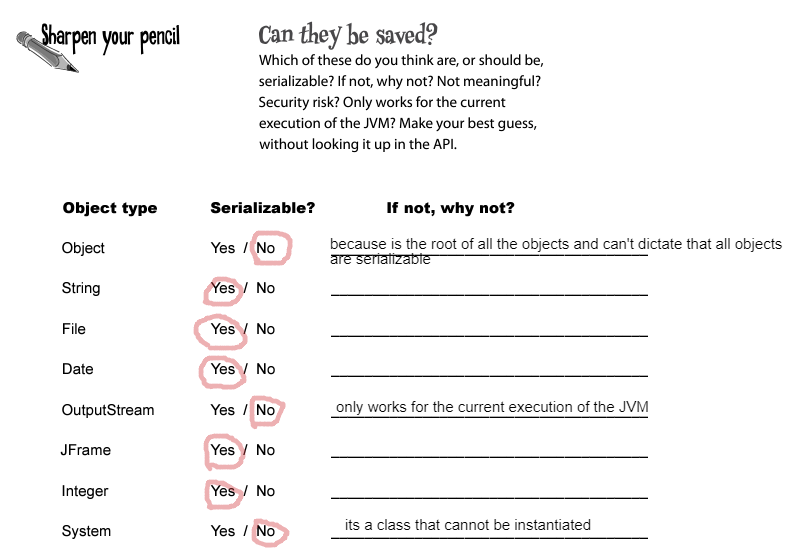 Sharpen your pencil
Can they be saved?
Which of these do you think are, or should be,
serializable? If not, why not? Not meaningful?
Security risk? Only works for the current
execution of the JVM? Make your best guess,
without looking it up in the API.
Object type Serializable? If not, why not?
Object Yes / No because is the root of all the objects and can't dictate that all objects
are serializable
String Yes / No
File Yes / No
Date Yes / No
OutputStream Yes / No only works for the current execution of the JVM
JFrame Yes / No
Integer Yes / No
System Yes / No its a class that cannot be instantiated